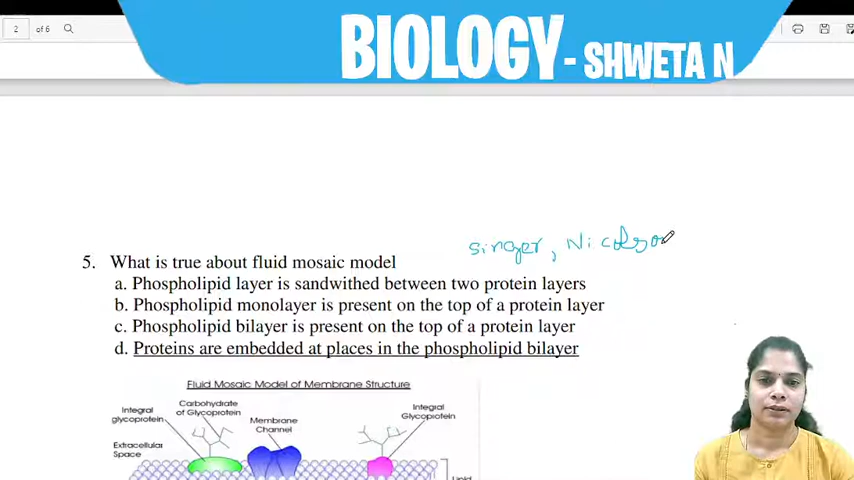 2 of 6
BIOLOGY - SHWETA N
singer, Nicolson
5. What is true about fluid mosaic model
a. Phospholipid layer is sandwithed between two protein layers
b. Phospholipid monolayer is present on the top of a protein layer
c. Phospholipid bilayer is present on the top of a protein layer
d. Proteins are embedded at places in the phospholipid bilayer
Fluid Mosaic Model of Membrane Structure
Integral
glycoprotein
Carbohydrate
of Glycoprotein
Membrane
Channel
Integral
Glycoprotein
Extracellular
Space
Lipid